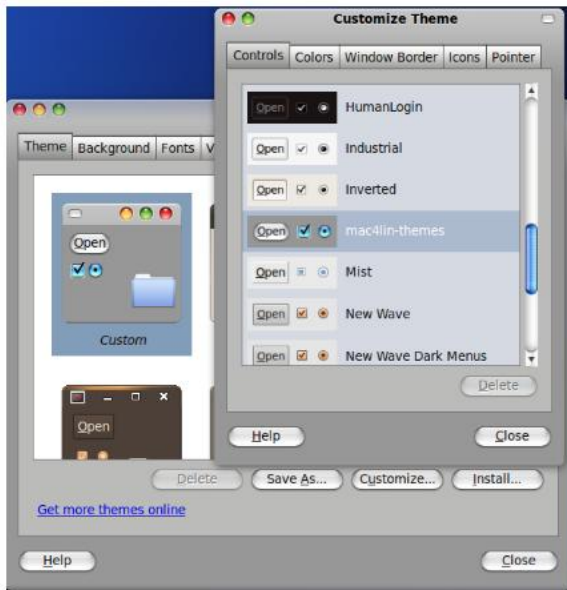 Customize Theme
Controls Colors Window Border Icons Pointer
Open HumanLogin
Open Industrial
Open Inverted
Open mac4lin-themes
Open Mist
Open New Wave
Open New Wave Dark Menus
Delete
Help Close
Theme Background Fonts V
Open
Custom
Open
Delete Save As... Customize... Install...
Get more themes online
Help Close